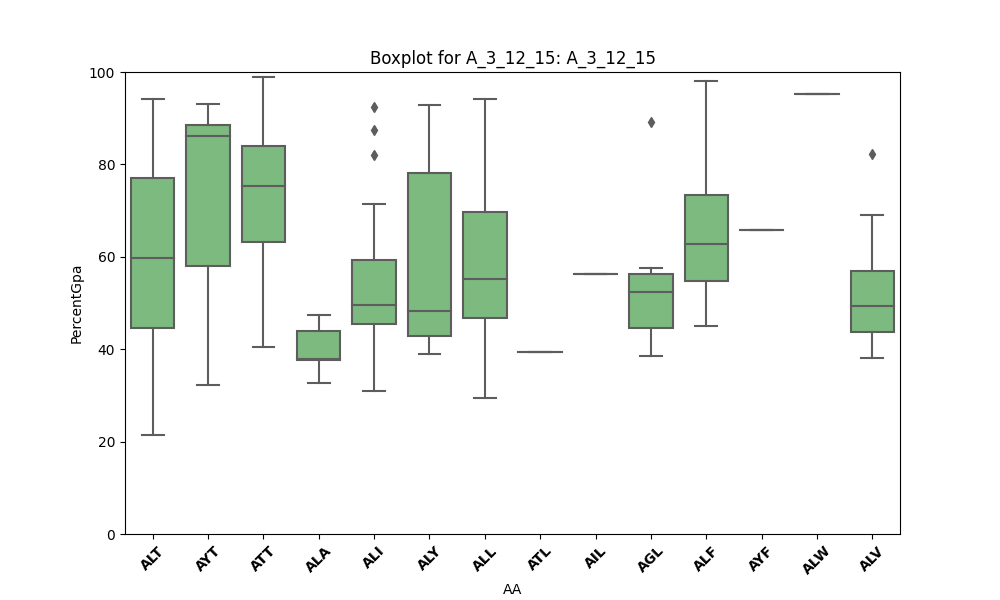 Boxplot for A_3_12_15: A_3_12_15
100
80
60
40
20
0
PercentGpa
ALT AYT ATT ALA ALI ALY ALL ATL AIL AGL ALF AYF ALW ALV
AA